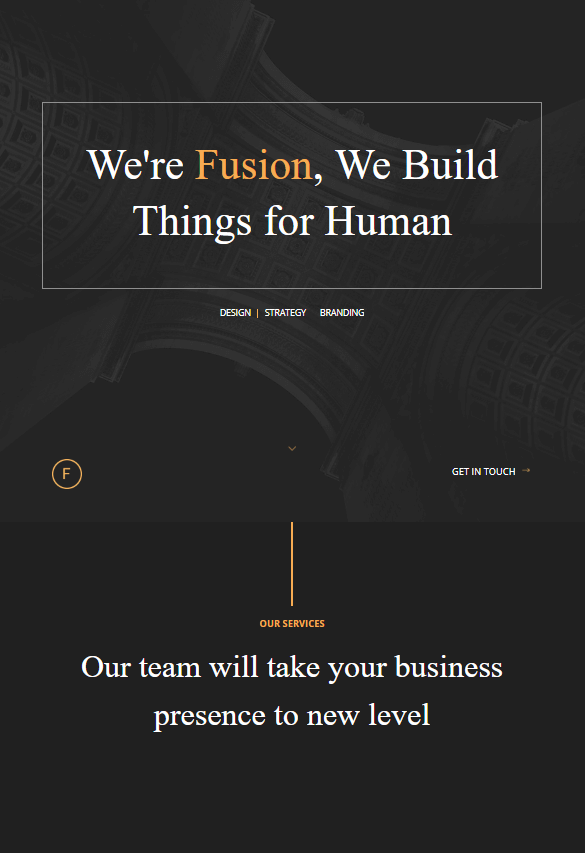 We're Fusion, We Build
Things for Human
DESIGN | STRATEGY BRANDING
F
GET IN TOUCH →
OUR SERVICES
Our team will take your business
presence to new level